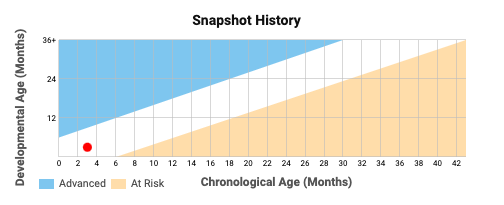 Snapshot History
Developmental Age (Months)
36+
24
12
0 2 4 6 8 10 12 14 16 18 20 22 24 26 28 30 32 34 36 38 40 42
Chronological Age (Months)
Advanced At Risk